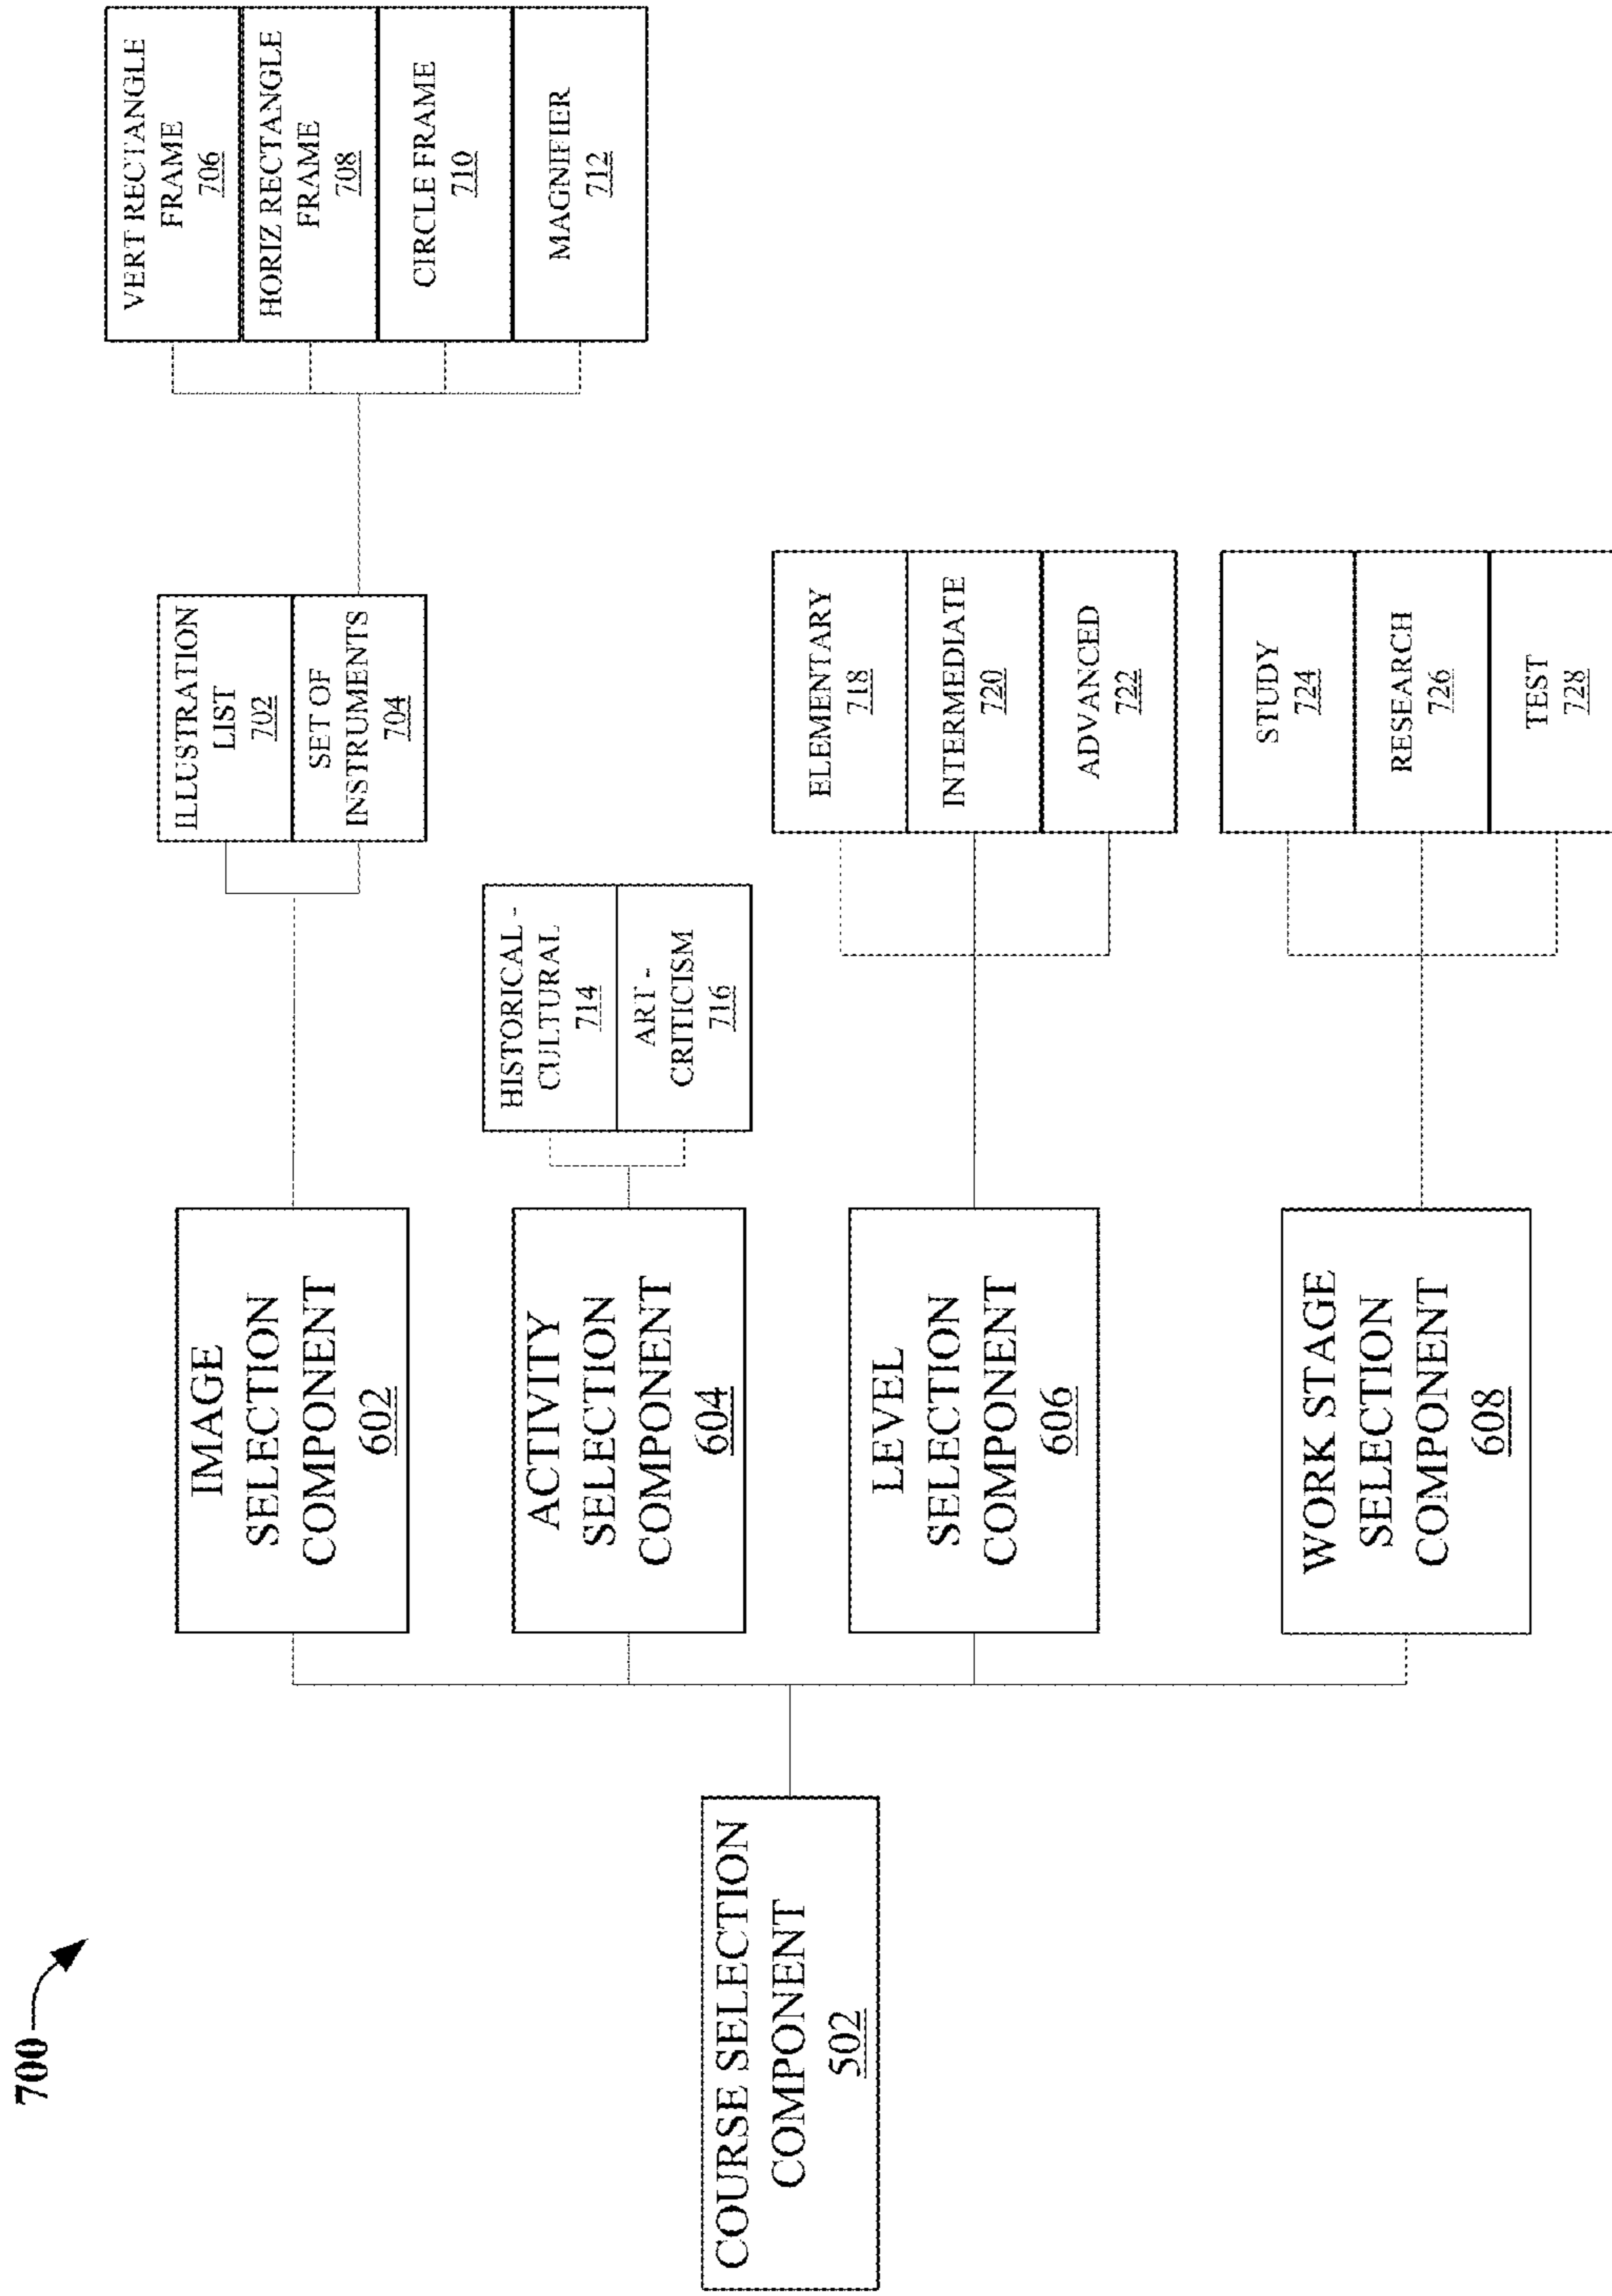 700
COURSE SELECTION
COMPONENT
502
IMAGE
SELECTION
COMPONENT
602
ACTIVITY
SELECTION
COMPONENT
604
LEVEL
SELECTION
COMPONENT
606
WORK STAGE
SELECTION
COMPONENT
608
ILLUSTRATION
LIST
702
SET OF
INSTRUMENTS
704
HISTORICAL -
CULTURAL
714
ART -
CRITICISM
716
ELEMENTARY
718
INTERMEDIATE
720
ADVANCED
722
STUDY
724
RESEARCH
726
TEST
728
VERT RECTANGLE
FRAME
706
HORIZ RECTANGLE
FRAME
708
CIRCLE FRAME
710
MAGNIFIER
712